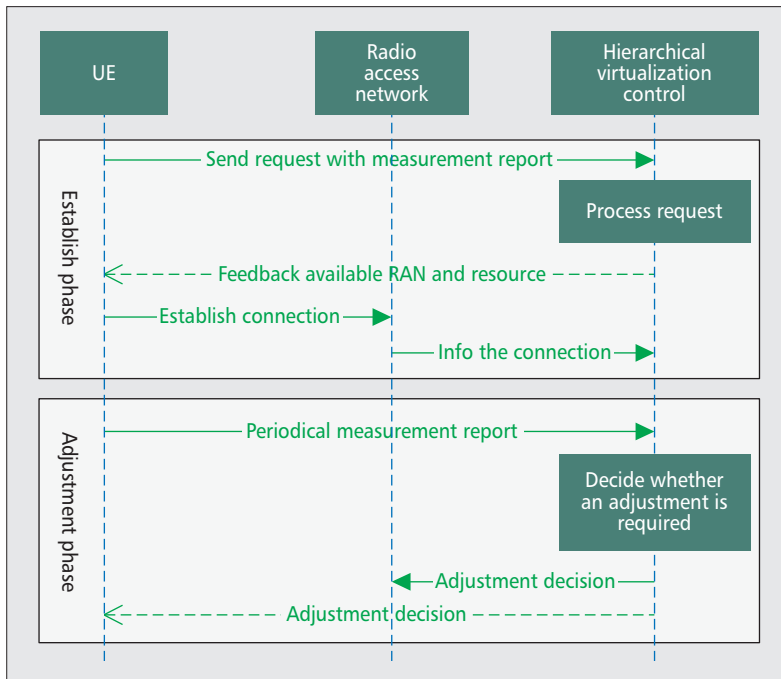 UE
Radio
access
network
Hierarchical
virtualization
control
Establish phase
Send request with measurement report
Process request
Feedback available RAN and resource
Establish connection
Info the connection
Adjustment phase
Periodical measurement report
Decide whether
an adjustment is
required
Adjustment decision
Adjustment decision